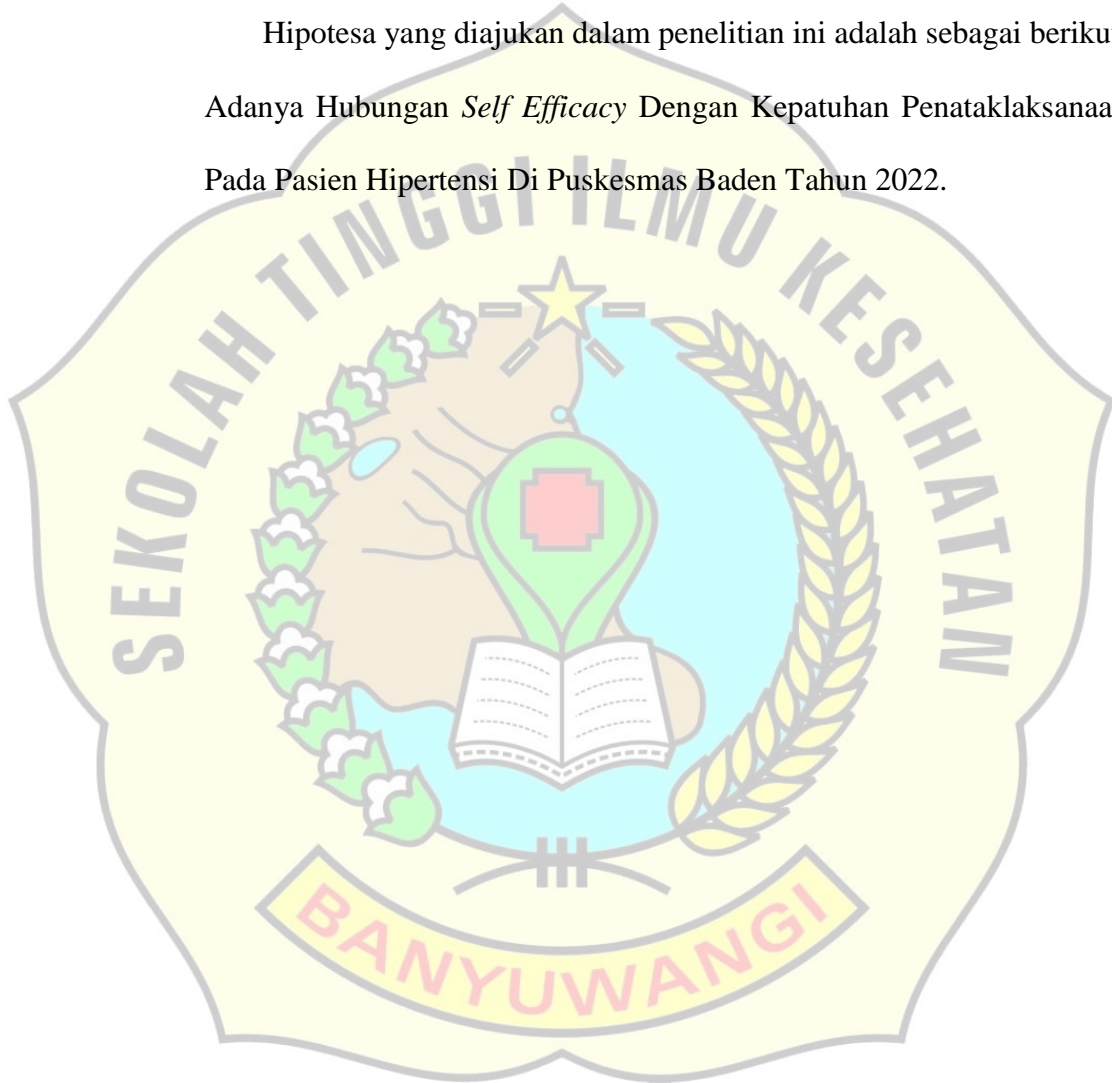 Hipotesa yang diajukan dalam penelitian ini adalah sebagai beriku
Adanya Hubungan Self Efficacy Dengan Kepatuhan Penataklaksanaa
Pada Pasien Hipertensi Di Puskesmas Baden Tahun 2022.
SEKOLAH TINGGI ILMU KESEHATAN
BANYUWANGI